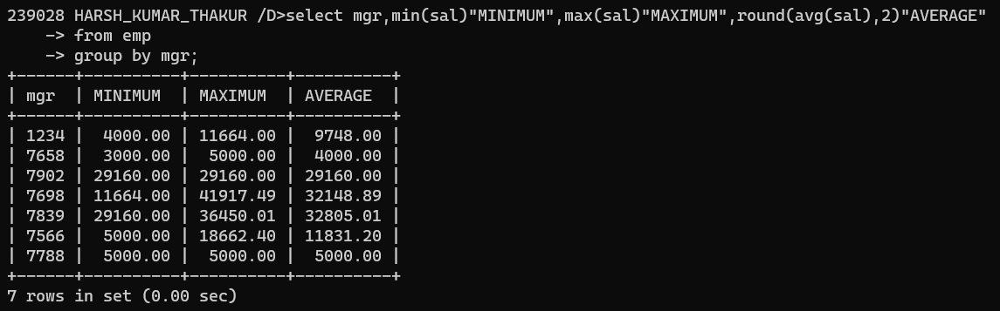 239028 HARSH_KUMAR_THAKUR /D>select mgr,min(sal)"MINIMUM",max(sal)"MAXIMUM",round(avg(sal),2)"AVERAGE"
    -> from emp
    -> group by mgr;
+------+----------+----------+----------+
| mgr  | MINIMUM  | MAXIMUM  | AVERAGE  |
+------+----------+----------+----------+
| 1234 |  4000.00 | 11664.00 |  9748.00 |
| 7658 |  3000.00 |  5000.00 |  4000.00 |
| 7902 | 29160.00 | 29160.00 | 29160.00 |
| 7698 | 11664.00 | 41917.49 | 32148.89 |
| 7839 | 29160.00 | 36450.01 | 32805.01 |
| 7566 |  5000.00 | 18662.40 | 11831.20 |
| 7788 |  5000.00 |  5000.00 |  5000.00 |
+------+----------+----------+----------+
7 rows in set (0.00 sec)